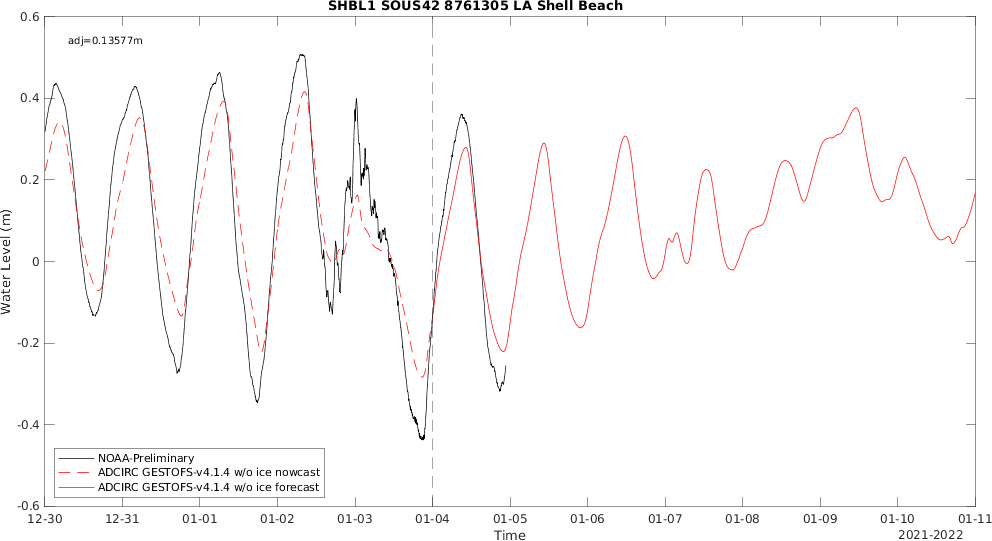 SHBL1 SOUS42 8761305 LA Shell Beach
adj=0.13577m
Water Level (m)
0.6
0.4
0.2
0
-0.2
-0.4
-0.6
NOAA-Preliminary
ADCIRC GESTOFS-v4.1.4 w/o ice nowcast
ADCIRC GESTOFS-v4.1.4 w/o ice forecast
12-30 12-31 01-01 01-02 01-03 01-04 01-05 01-06 01-07 01-08 01-09 01-10 01-11
Time
2021-2022